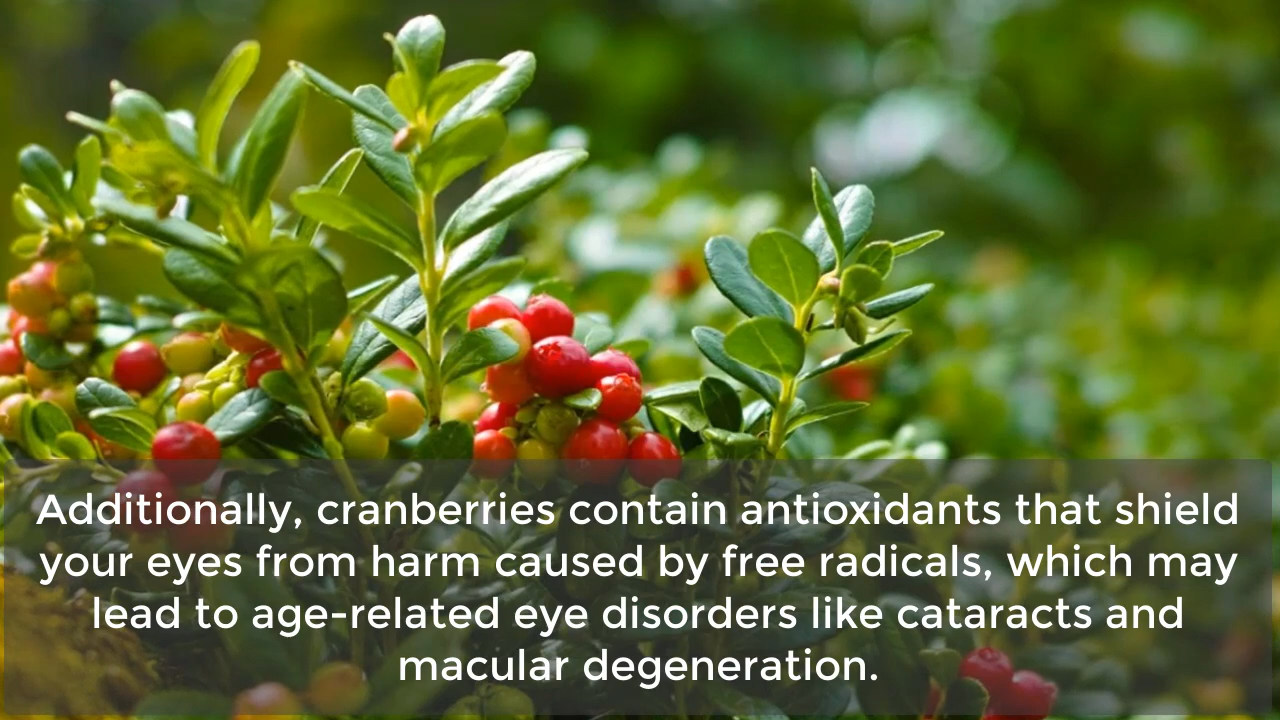 Additionally, cranberries contain antioxidants that shield
your eyes from harm caused by free radicals, which may
lead to age-related eye disorders like cataracts and
macular degeneration.